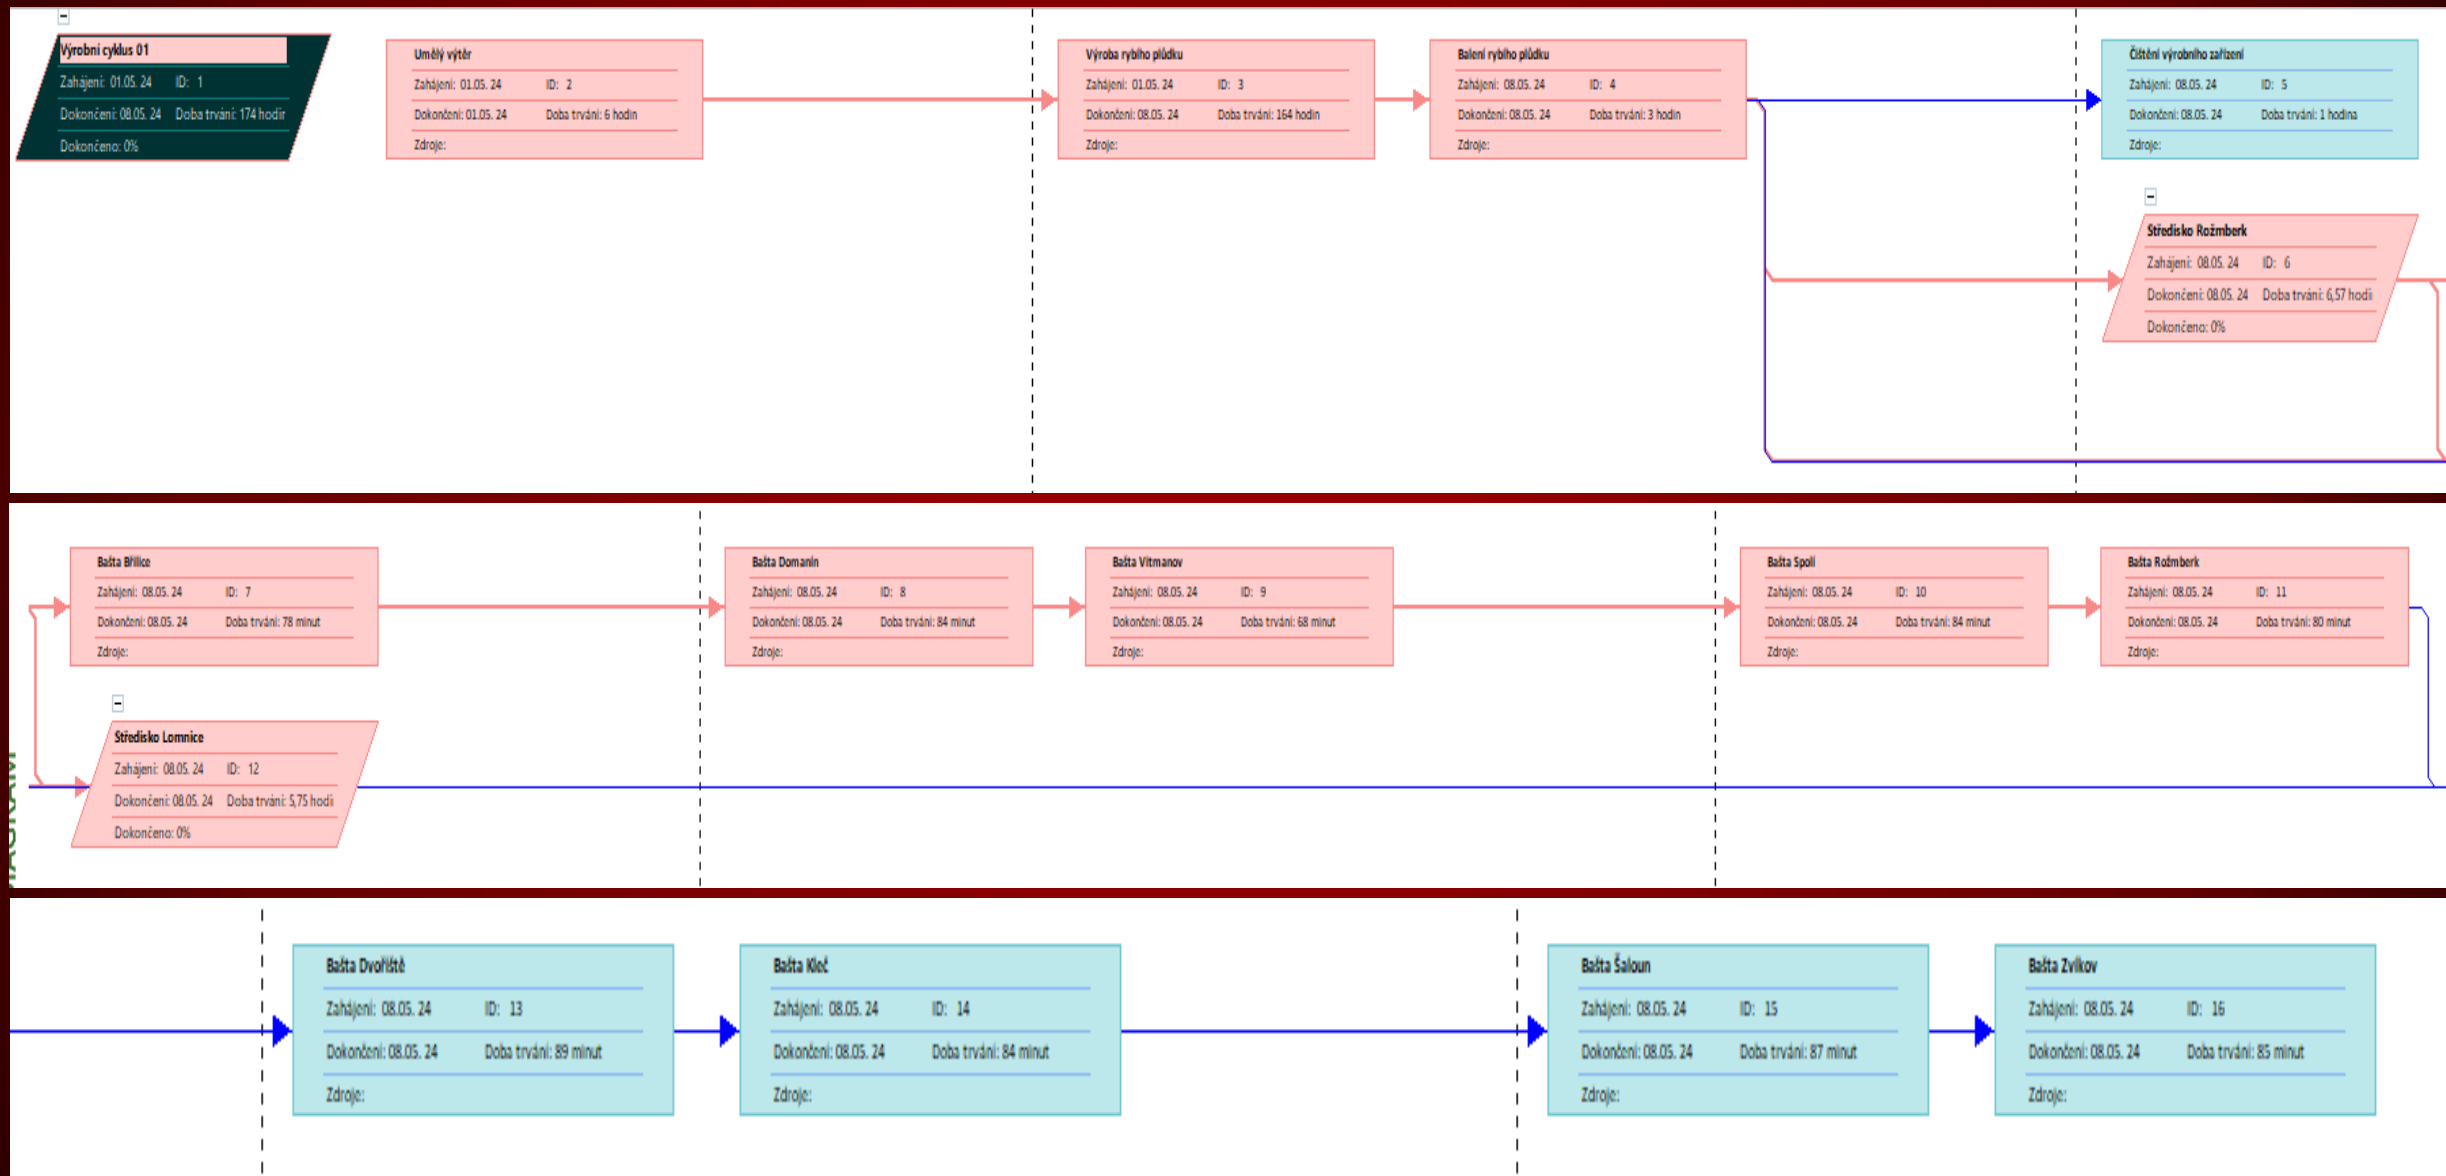 Výrobní cyklus 01
Zahájení: 01.05. 24 ID: 1
Dokončení: 08.05. 24 Doba trvání: 174 hodir
Dokončeno: 0%
Umělý výtěr
Zahájení: 01.05. 24 ID: 2
Dokončení: 01.05. 24 Doba trvání: 6 hodin
Zdroje:
Výroba rybího plůdku
Zahájení: 01.05. 24 ID: 3
Dokončení: 08.05. 24 Doba trvání: 164 hodin
Zdroje:
Balení rybího plůdku
Zahájení: 08.05. 24 ID: 4
Dokončení: 08.05. 24 Doba trvání: 3 hodin
Zdroje:
Čištění výrobního zařízení
Zahájení: 08.05. 24 ID: 5
Dokončení: 08.05. 24 Doba trvání: 1 hodina
Zdroje:
Středisko Rožmberk
Zahájení: 08.05. 24 ID: 6
Dokončení: 08.05. 24 Doba trvání: 6,57 hodi
Dokončeno: 0%
Bašta Břilice
Zahájení: 08.05. 24 ID: 7
Dokončení: 08.05. 24 Doba trvání: 78 minut
Zdroje:
Bašta Domanín
Zahájení: 08.05. 24 ID: 8
Dokončení: 08.05. 24 Doba trvání: 84 minut
Zdroje:
Bašta Vitmanov
Zahájení: 08.05. 24 ID: 9
Dokončení: 08.05. 24 Doba trvání: 68 minut
Zdroje:
Bašta Spolí
Zahájení: 08.05. 24 ID: 10
Dokončení: 08.05. 24 Doba trvání: 84 minut
Zdroje:
Bašta Rožmberk
Zahájení: 08.05. 24 ID: 11
Dokončení: 08.05. 24 Doba trvání: 80 minut
Zdroje:
Středisko Lomnice
Zahájení: 08.05. 24 ID: 12
Dokončení: 08.05. 24 Doba trvání: 5,75 hodi
Dokončeno: 0%
Bašta Dvořiště
Zahájení: 08.05. 24 ID: 13
Dokončení: 08.05. 24 Doba trvání: 89 minut
Zdroje:
Bašta Kleč
Zahájení: 08.05. 24 ID: 14
Dokončení: 08.05. 24 Doba trvání: 84 minut
Zdroje:
Bašta Šaloun
Zahájení: 08.05. 24 ID: 15
Dokončení: 08.05. 24 Doba trvání: 87 minut
Zdroje:
Bašta Zvíkov
Zahájení: 08.05. 24 ID: 16
Dokončení: 08.05. 24 Doba trvání: 85 minut
Zdroje: